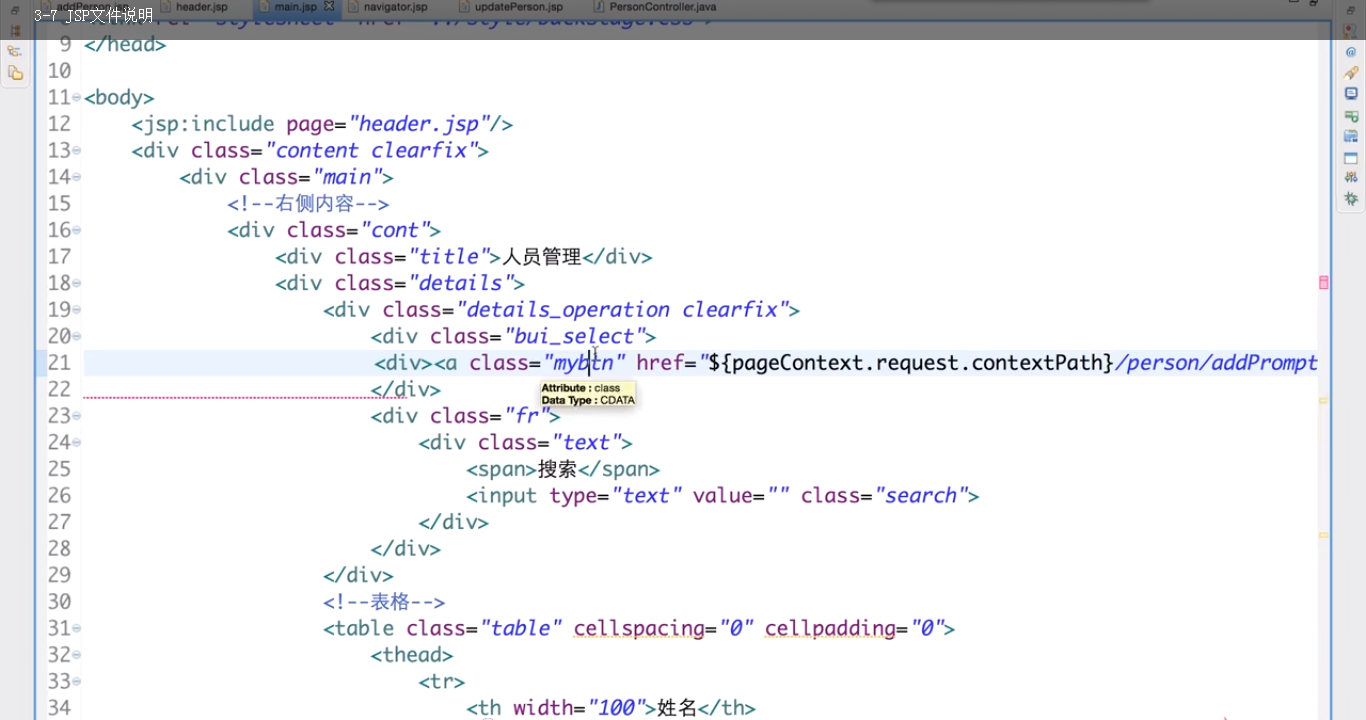 addPerson.jsp header.jsp main.jsp navigator.jsp updatePerson.jsp PersonController.java
3-7 JSP文件说明
9 </head>
10
11 <body>
12 <jsp:include page="header.jsp"/>
13 <div class="content clearfix">
14 <div class="main">
15 <!--右侧内容-->
16 <div class="cont">
17 <div class="title">人员管理</div>
18 <div class="details">
19 <div class="details_operation clearfix">
20 <div class="bui_select">
21 <div><a class="mybtn" href="${pageContext.request.contextPath}/person/addPrompt
22 </div>
Attribute : class
Data Type : CDATA
23 <div class="fr">
24 <div class="text">
25 <span>搜索</span>
26 <input type="text" value="" class="search">
27 </div>
28 </div>
29 </div>
30 <!--表格-->
31 <table class="table" cellspacing="0" cellpadding="0">
32 <thead>
33 <tr>
34 <th width="100">姓名</th>